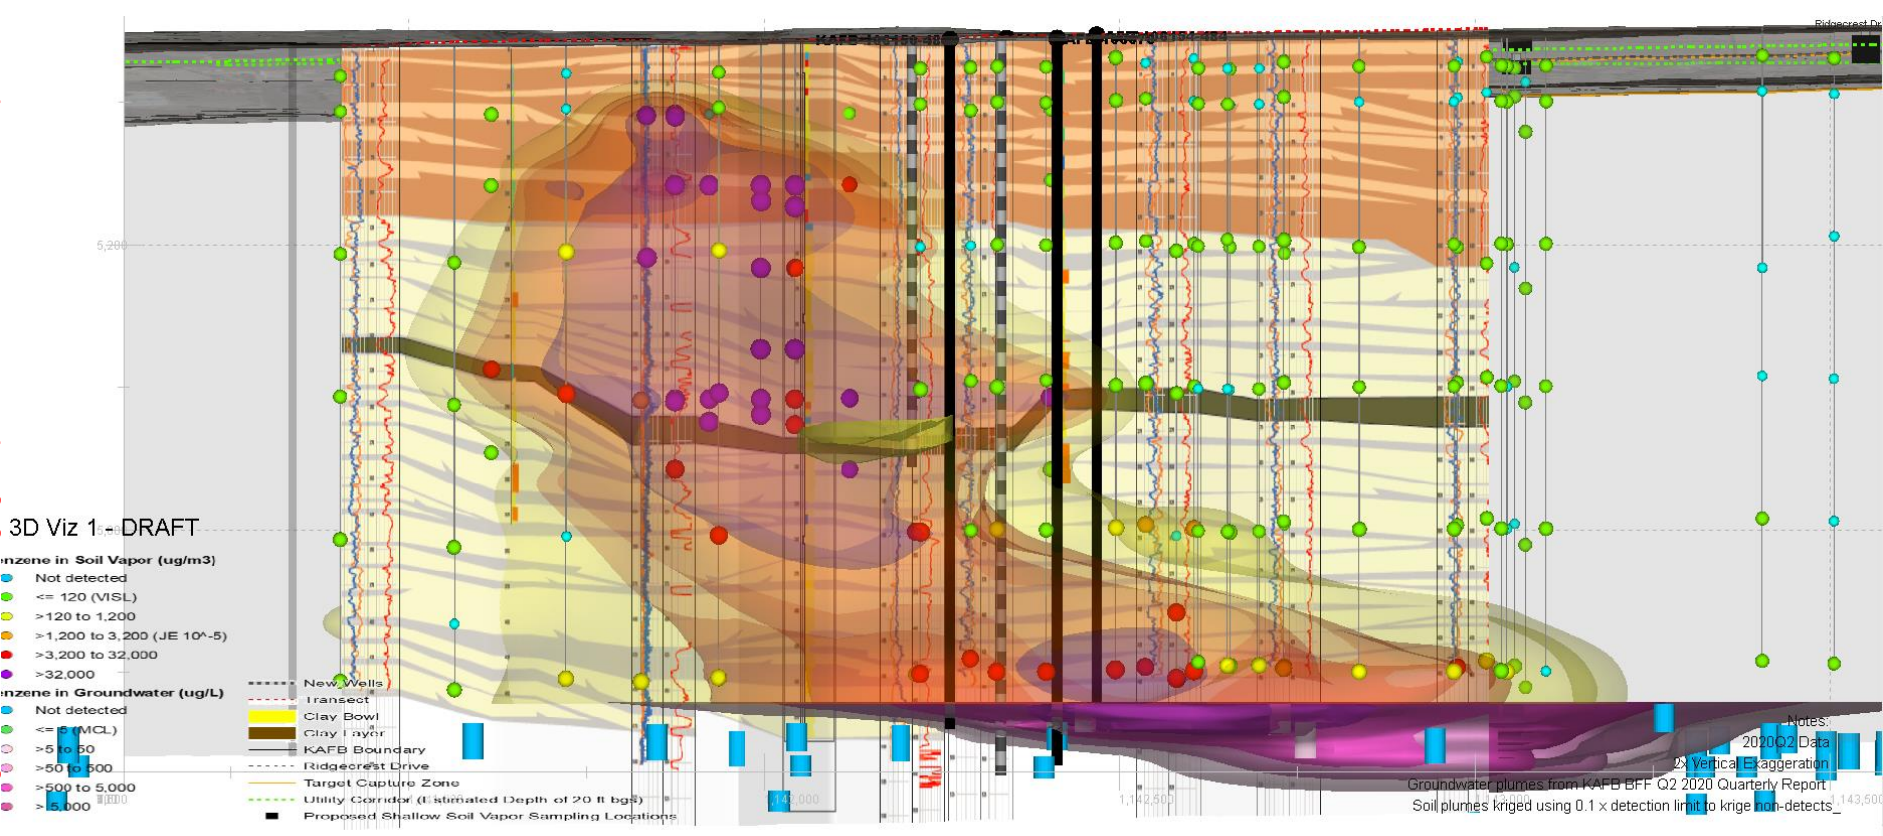 Ridgecrest Dr
5,200
3D Viz 1 - DRAFT
enzene in Soil Vapor (ug/m3)
Not detected
<= 120 (VISL)
>120 to 1,200
>1,200 to 3,200 (JE 10^-5)
>3,200 to 32,000
>32,000
enzene in Groundwater (ug/L)
Not detected
<= 5 (MCL)
>5 to 50
>50 to 500
>500 to 5,000
> 5,000
New Wells
Transect
Clay Bowl
Clay Layer
KAFB Boundary
Ridgecrest Drive
Target Capture Zone
Utility Corridor (Estimated Depth of 20 ft bgs)
Proposed Shallow Soil Vapor Sampling Locations
1,142,000
1,142,500
1,143,500
Notes:
2020Q2 Data
2x Vertical Exaggeration
Groundwater plumes from KAFB BFF Q2 2020 Quarterly Report
Soil plumes kriged using 0.1 x detection limit to krige non-detects_